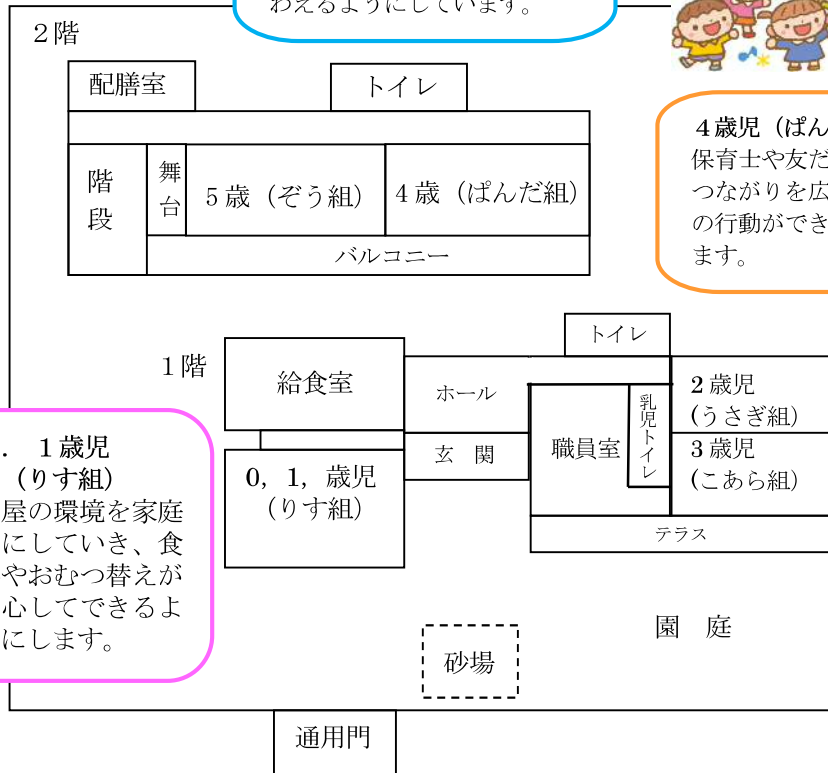 わえるようにしています。
2階
配膳室
トイレ
階段
舞台
5歳（ぞう組）
4歳（ぱんだ組）
バルコニー
4歳児（ぱん
保育士や友だ
つながりを広
の行動ができ
ます。
1階
給食室
ホール
玄 関
トイレ
職員室
乳児トイレ
2歳児
(うさぎ組)
3歳児
(こあら組)
テラス
0，1，歳児
（りす組）
．1歳児
（りす組）
屋の環境を家庭
にしていき、食
やおむつ替えが
心してできるよ
にします。
園 庭
砂場
通用門